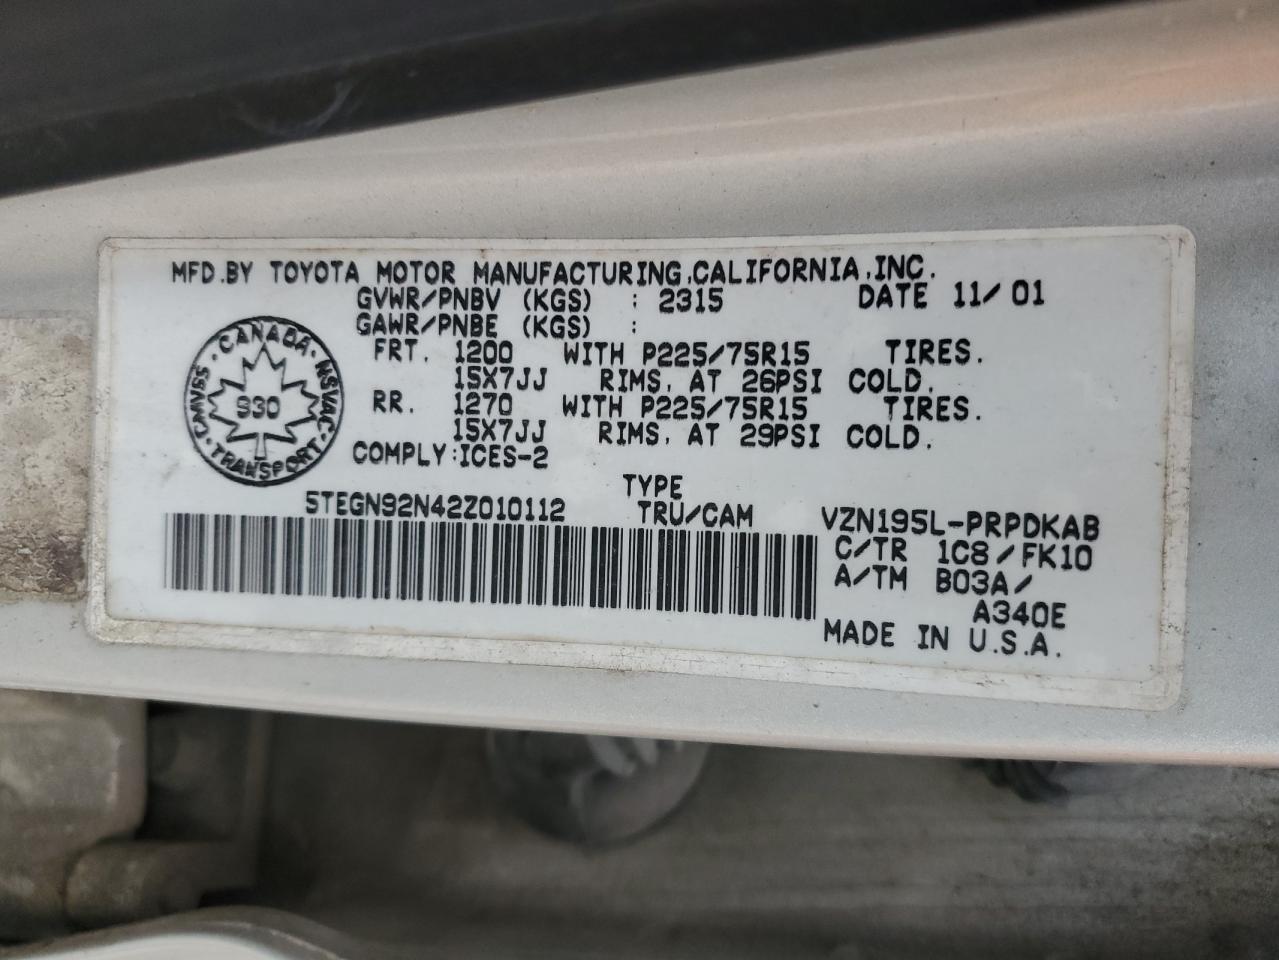 MFD.BY TOYOTA MOTOR MANUFACTURING,CALIFORNIA,INC.
GVWR/PNBV (KGS) : 2315 DATE 11/01
GAWR/PNBE (KGS) :
FRT. 1200 WITH P225/75R15 TIRES.
15X7JJ RIMS, AT 26PSI COLD.
RR. 1270 WITH P225/75R15 TIRES.
15X7JJ RIMS, AT 29PSI COLD.
COMPLY:ICES-2
CANADA · NSVAC · TRANSPORT · CMVSS ·
930
TYPE
5TEGN92N42Z010112 TRU/CAM VZN195L-PRPDKAB
C/TR 1C8/FK10
A/TM B03A/
A340E
MADE IN U.S.A.